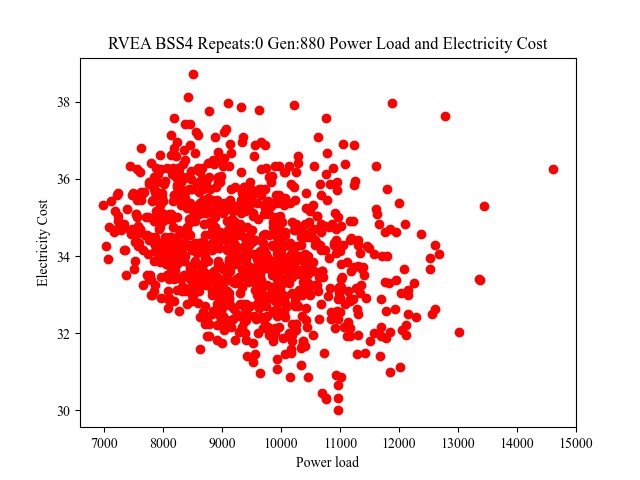 RVEA BSS4 Repeats:0 Gen:880 Power Load and Electricity Cost
38
36
34
32
30
Electricity Cost
7000 8000 9000 10000 11000 12000 13000 14000 15000
Power load